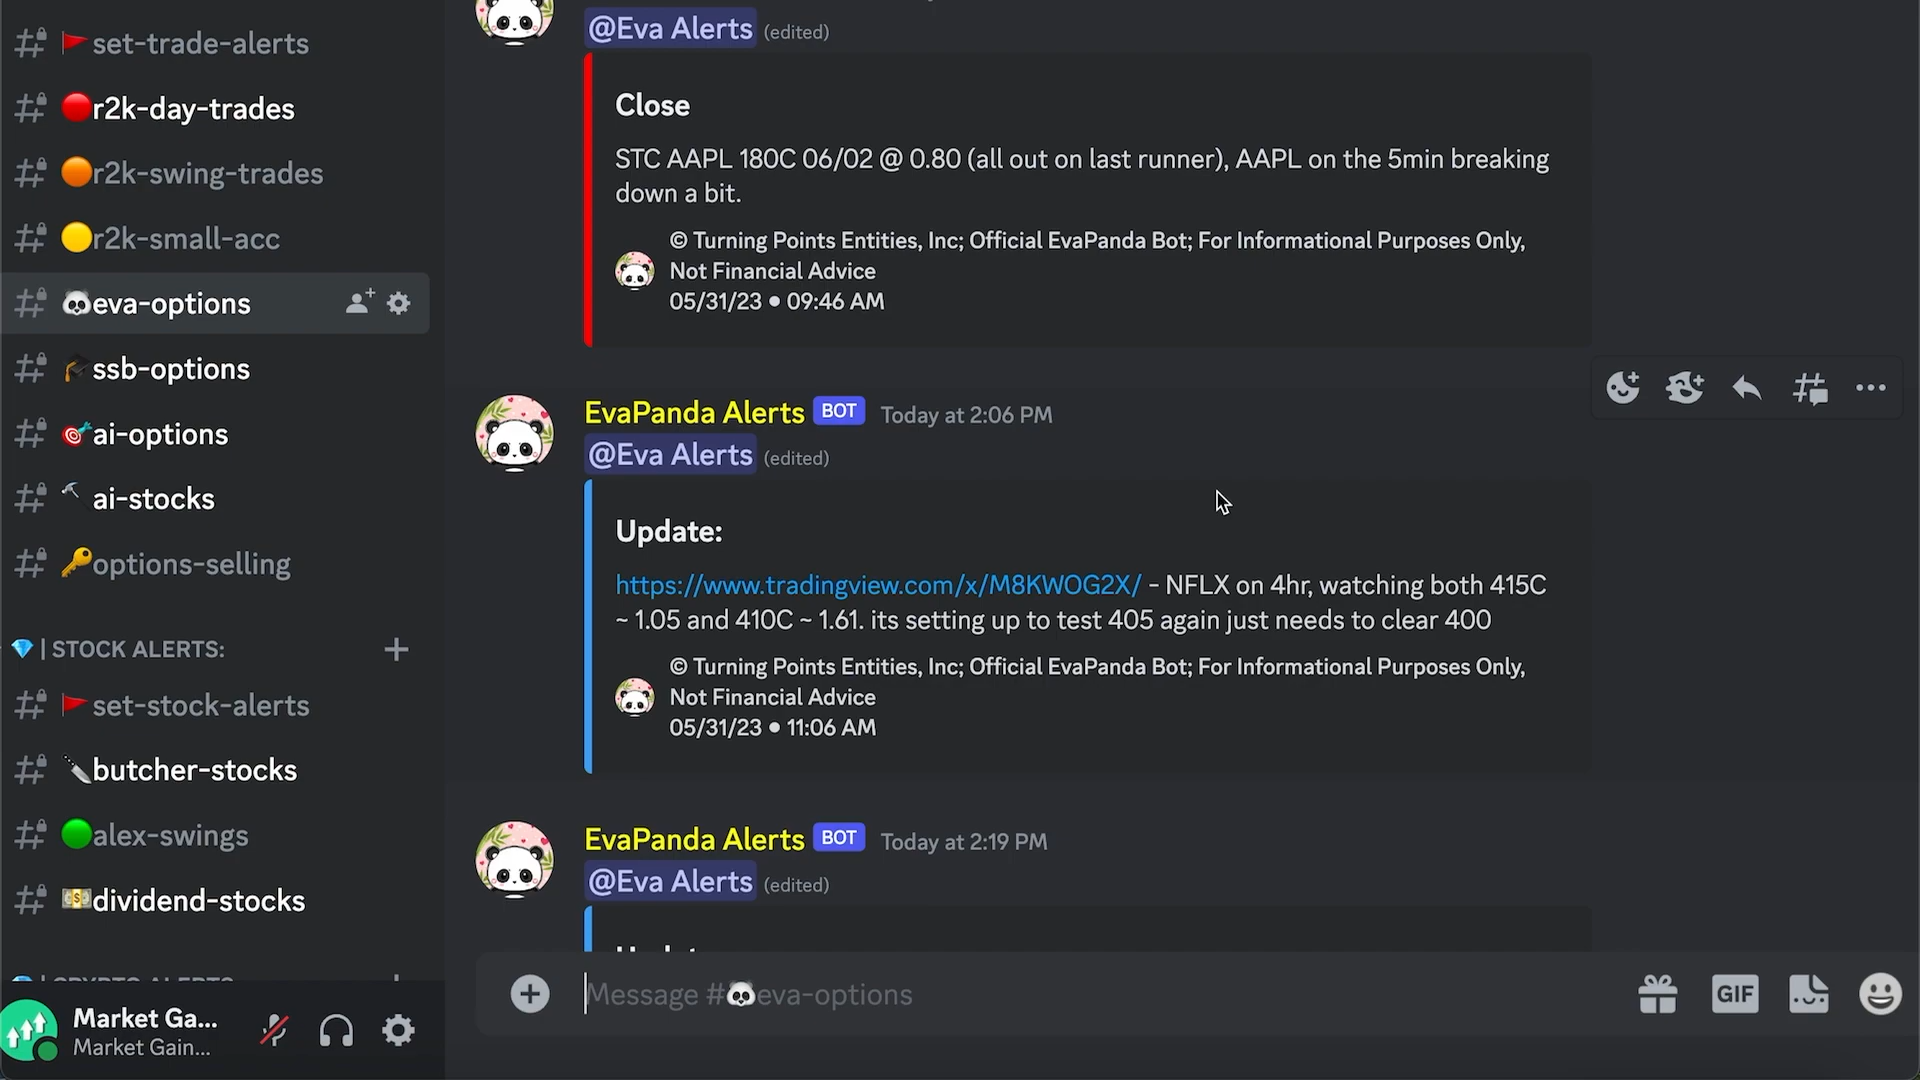 set-trade-alerts
r2k-day-trades
r2k-swing-trades
r2k-small-acc
eva-options
ssb-options
ai-options
ai-stocks
options-selling
| STOCK ALERTS:
set-stock-alerts
butcher-stocks
alex-swings
dividend-stocks
| CRYPTO ALERTS
Market Ga...
Market Gain...
@Eva Alerts (edited)
Close
STC AAPL 180C 06/02 @ 0.80 (all out on last runner), AAPL on the 5min breaking
down a bit.
© Turning Points Entities, Inc; Official EvaPanda Bot; For Informational Purposes Only,
Not Financial Advice
05/31/23 • 09:46 AM
EvaPanda Alerts BOT Today at 2:06 PM
@Eva Alerts (edited)
Update:
https://www.tradingview.com/x/M8KWOG2X/ - NFLX on 4hr, watching both 415C
~ 1.05 and 410C ~ 1.61. its setting up to test 405 again just needs to clear 400
© Turning Points Entities, Inc; Official EvaPanda Bot; For Informational Purposes Only,
Not Financial Advice
05/31/23 • 11:06 AM
EvaPanda Alerts BOT Today at 2:19 PM
@Eva Alerts (edited)
Message #🐼eva-options
GIF